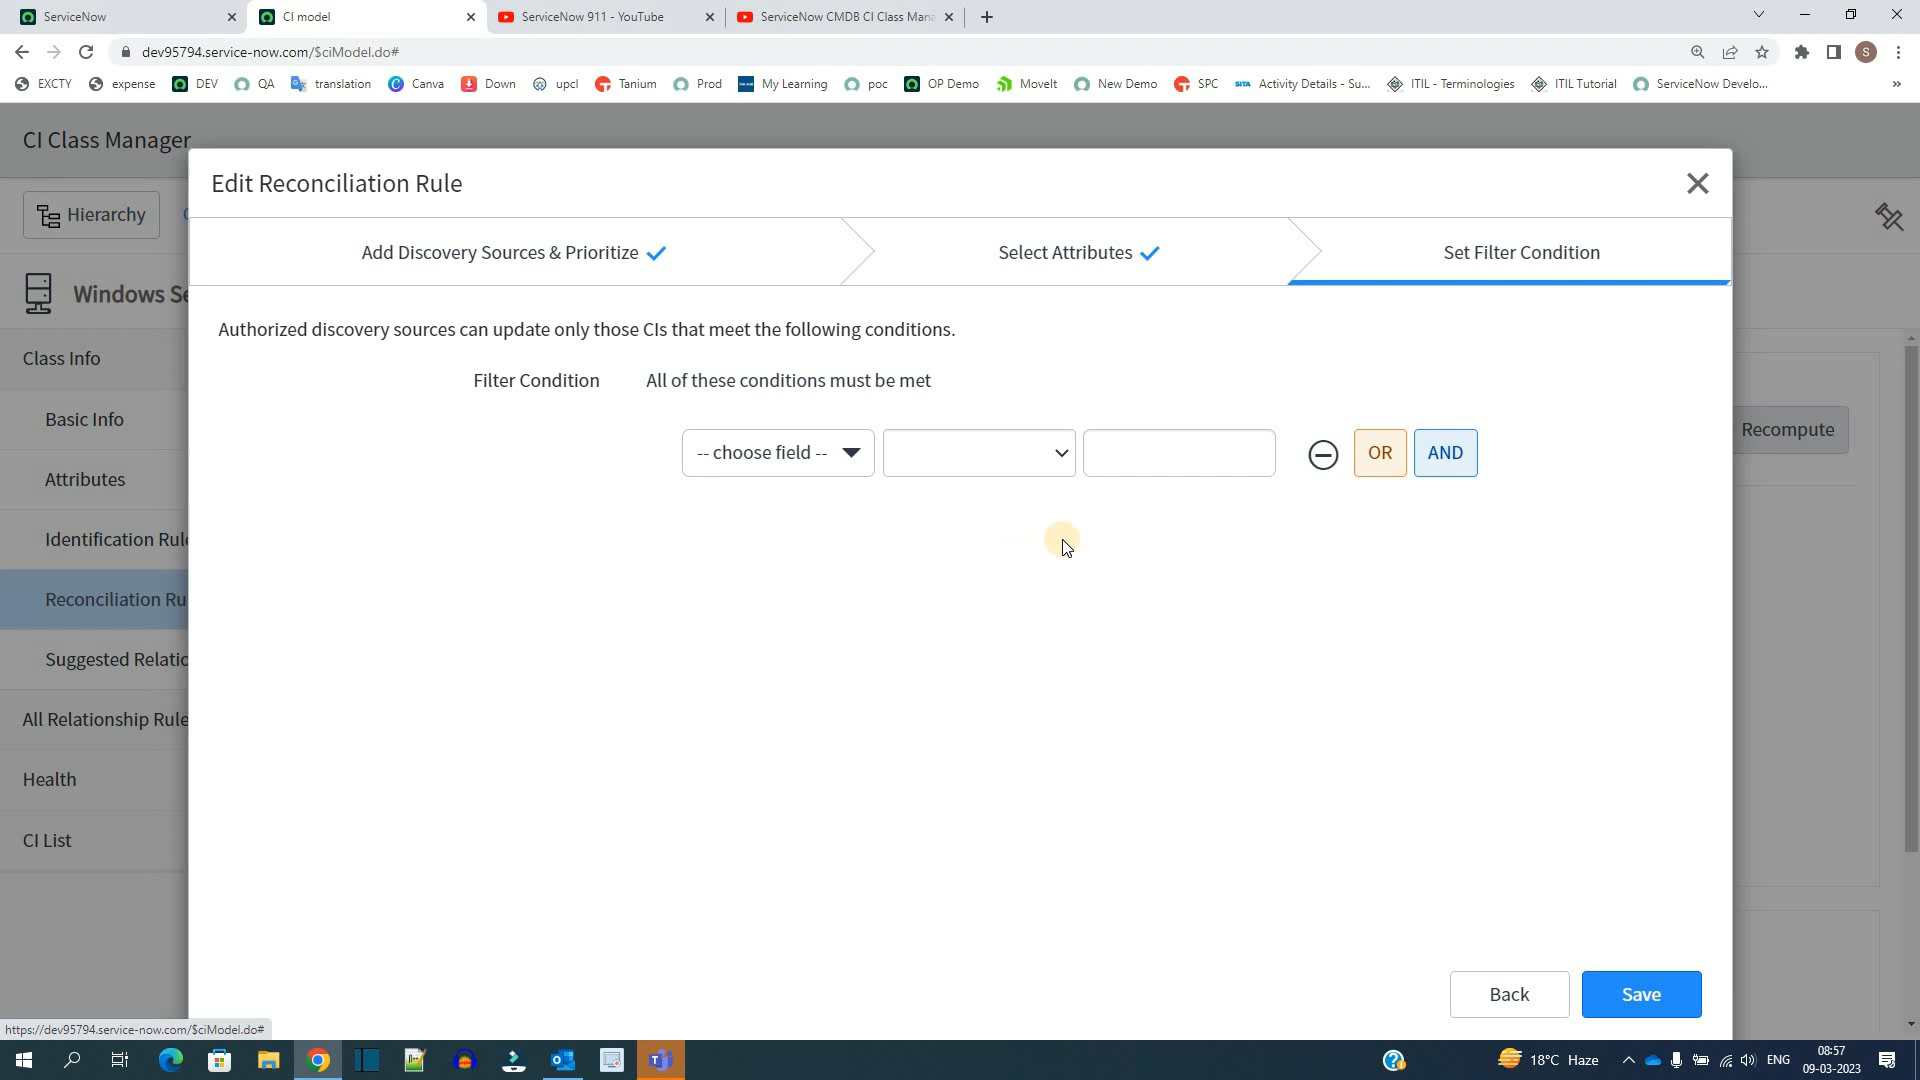 ServiceNow
CI model
ServiceNow 911 - YouTube
ServiceNow CMDB CI Class Mana
dev95794.service-now.com/$ciModel.do#
S
EXCTY
expense
DEV
QA
translation
Canva
Down
upcl
Tanium
Prod
My Learning
poc
OP Demo
MoveIt
New Demo
SPC
SITA
Activity Details - Su...
ITIL - Terminologies
ITIL Tutorial
ServiceNow Develo...
»
CI Class Manager
Edit Reconciliation Rule
Hierarchy
Add Discovery Sources & Prioritize
Select Attributes
Set Filter Condition
Windows Se
Authorized discovery sources can update only those CIs that meet the following conditions.
Class Info
Filter Condition
All of these conditions must be met
Basic Info
Recompute
-- choose field --
OR
AND
Attributes
Identification Rule
Reconciliation Ru
Suggested Relatio
All Relationship Rule
Health
CI List
Back
Save
https://dev95794.service-now.com/$ciModel.do#
18°C Haze
ENG
08:57
09-03-2023